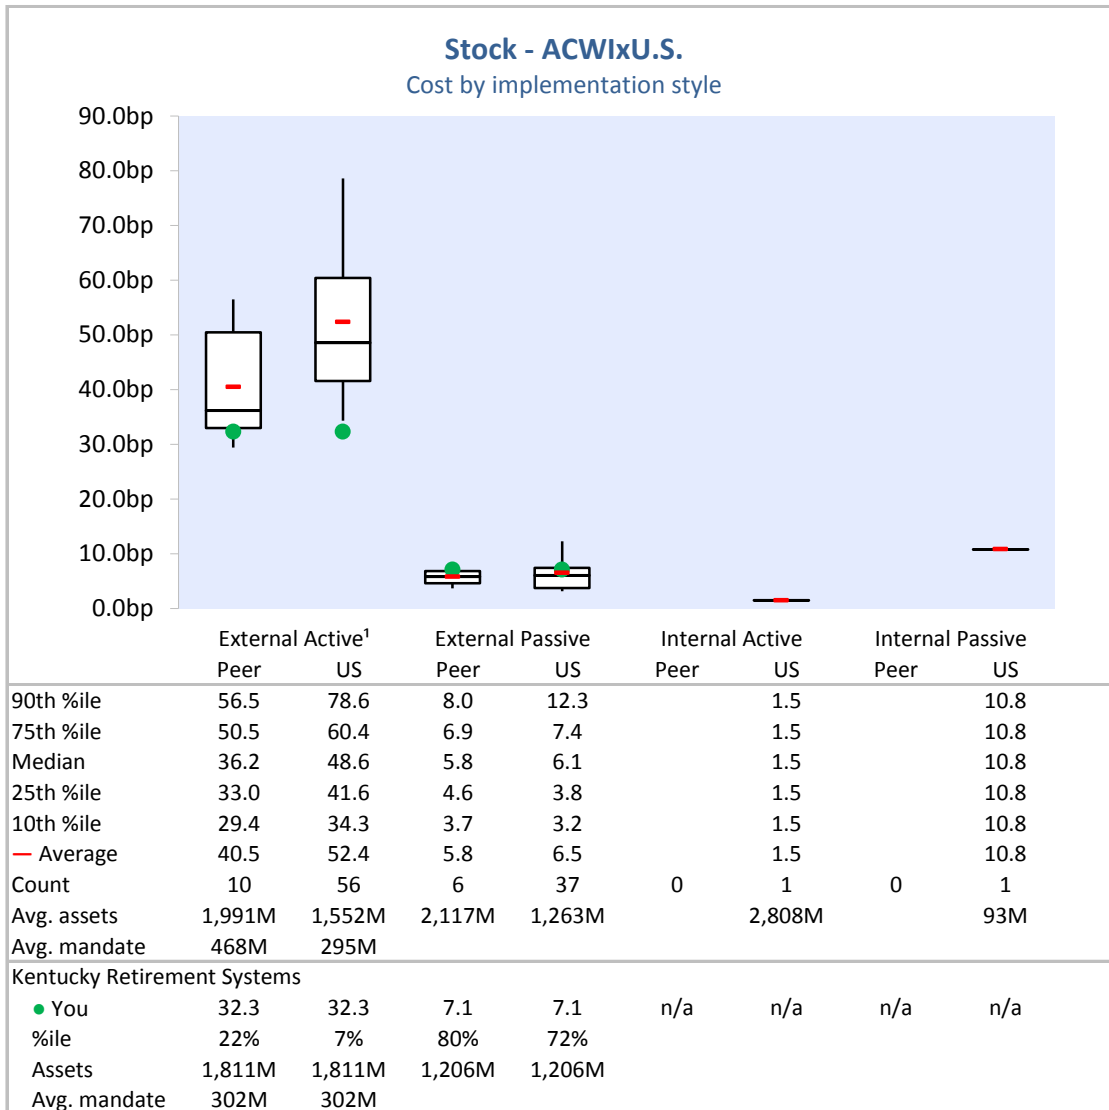 Stock - ACWIxU.S.
Cost by implementation style
90.0bp
80.0bp
70.0bp
60.0bp
50.0bp
40.0bp
30.0bp
20.0bp
10.0bp
0.0bp
External Active¹ External Passive Internal Active Internal Passive
Peer US Peer US Peer US Peer US
90th %ile 56.5 78.6 8.0 12.3 1.5 10.8
75th %ile 50.5 60.4 6.9 7.4 1.5 10.8
Median 36.2 48.6 5.8 6.1 1.5 10.8
25th %ile 33.0 41.6 4.6 3.8 1.5 10.8
10th %ile 29.4 34.3 3.7 3.2 1.5 10.8
— Average 40.5 52.4 5.8 6.5 1.5 10.8
Count 10 56 6 37 0 1 0 1
Avg. assets 1,991M 1,552M 2,117M 1,263M 2,808M 93M
Avg. mandate 468M 295M
Kentucky Retirement Systems
● You 32.3 32.3 7.1 7.1 n/a n/a n/a n/a
%ile 22% 7% 80% 72%
Assets 1,811M 1,811M 1,206M 1,206M
Avg. mandate 302M 302M